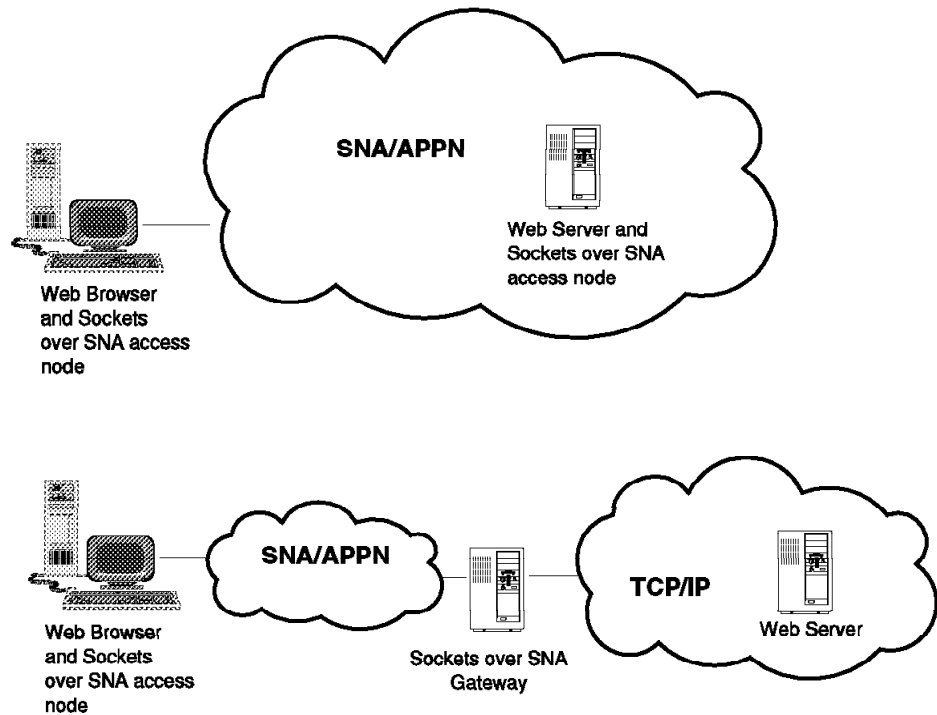 SNA/APPN
Web Server and
Sockets over SNA
access node
Web Browser
and Sockets
over SNA access
node
SNA/APPN
TCP/IP
Web Server
Web Browser
and Sockets
over SNA access
node
Sockets over SNA
Gateway